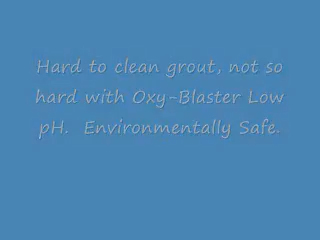 Hard to clean grout, not so
hard with Oxy-Blaster Low
pH.  Environmentally Safe.